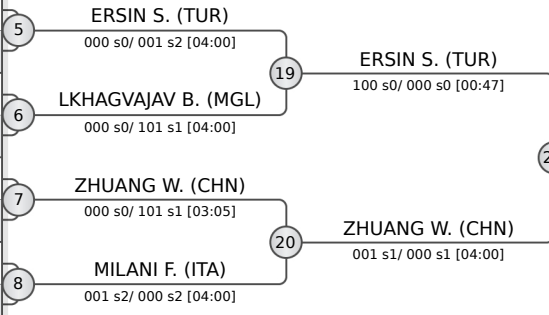 5
ERSIN S. (TUR)
000 s0/ 001 s2 [04:00]
19
ERSIN S. (TUR)
100 s0/ 000 s0 [00:47]
6
LKHAGVAJAV B. (MGL)
000 s0/ 101 s1 [04:00]
7
ZHUANG W. (CHN)
000 s0/ 101 s1 [03:05]
20
ZHUANG W. (CHN)
001 s1/ 000 s1 [04:00]
8
MILANI F. (ITA)
001 s2/ 000 s2 [04:00]